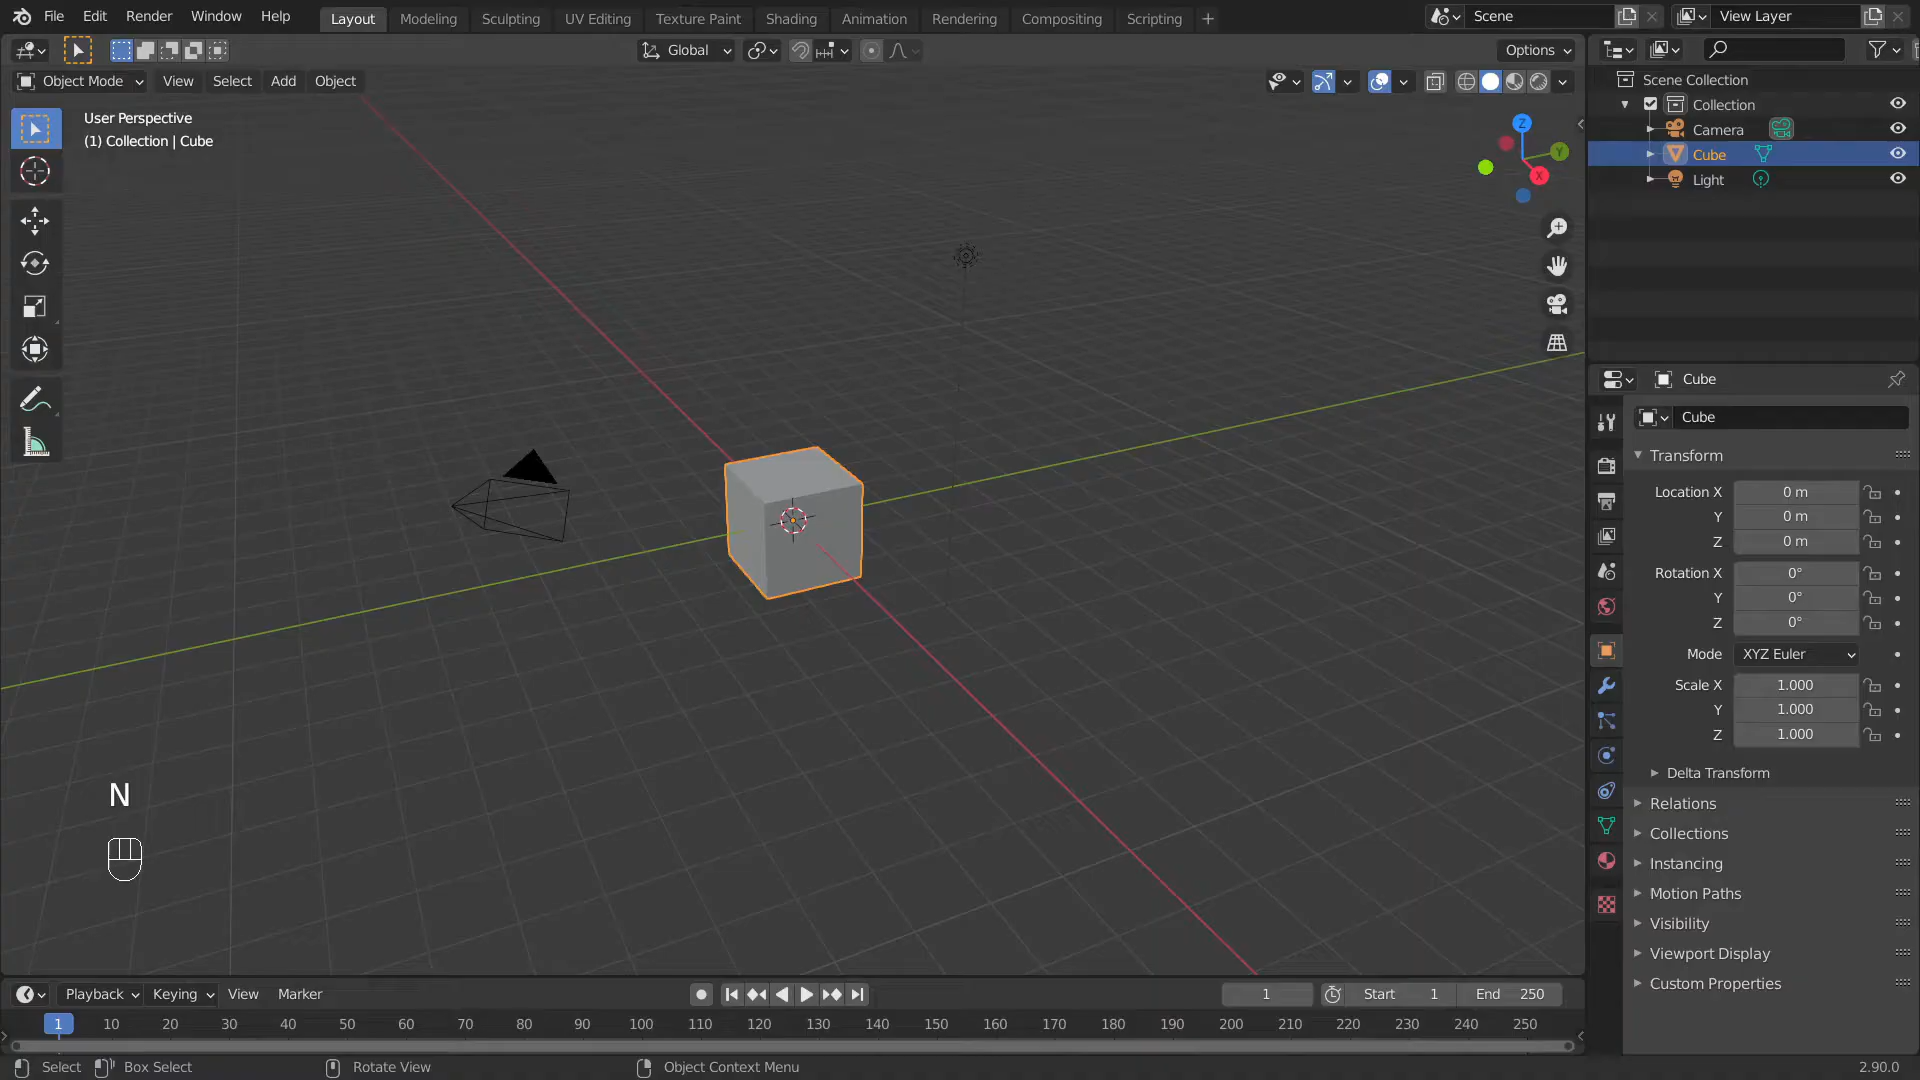 File Edit Render Window Help Layout Modeling Sculpting UV Editing Texture Paint Shading Animation Rendering Compositing Scripting + Scene View Layer
Global Options
Object Mode View Select Add Object
User Perspective
(1) Collection | Cube
Z
Y
X
Scene Collection
Collection
Camera
Cube
Light
Cube
Cube
Transform
Location X 0 m
Y 0 m
Z 0 m
Rotation X 0°
Y 0°
Z 0°
Mode XYZ Euler
Scale X 1.000
Y 1.000
Z 1.000
Delta Transform
Relations
Collections
Instancing
Motion Paths
Visibility
Viewport Display
Custom Properties
N
Playback Keying View Marker 1 Start 1 End 250
1 10 20 30 40 50 60 70 80 90 100 110 120 130 140 150 160 170 180 190 200 210 220 230 240 250
Select Box Select Rotate View Object Context Menu 2.90.0